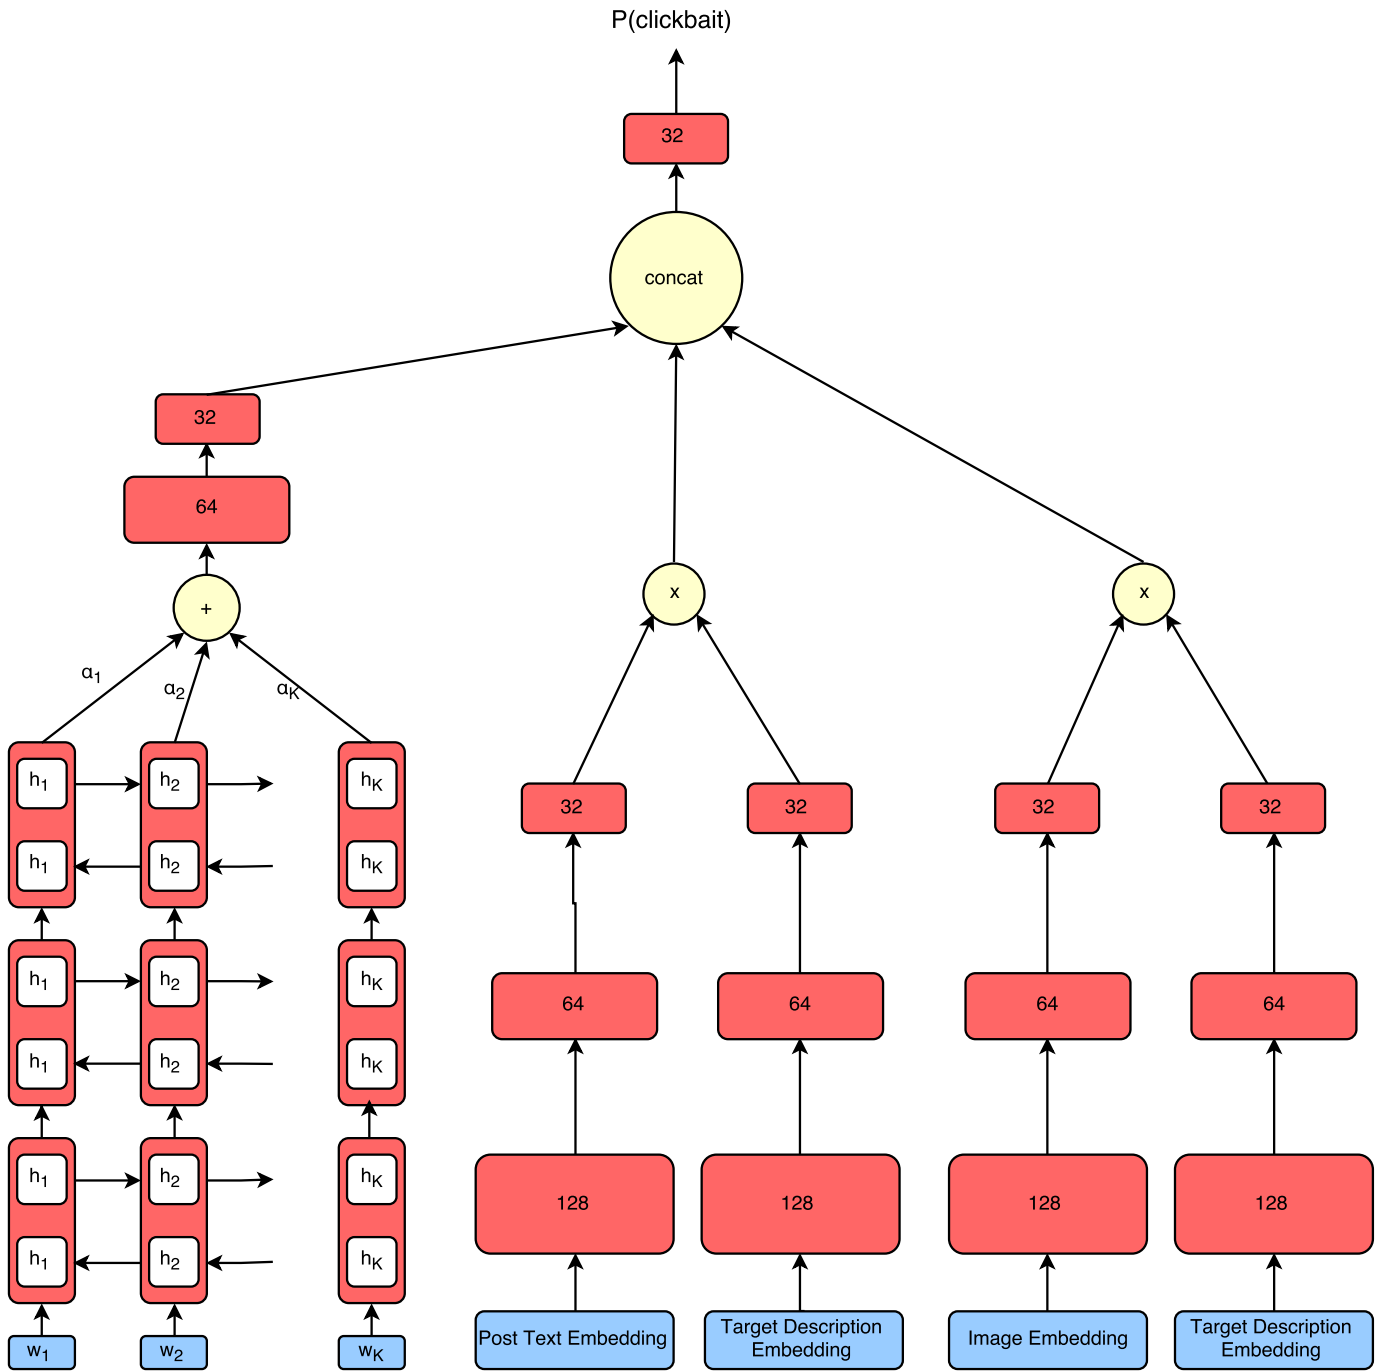 P(clickbait)
32
concat
32
64
+
x
x
α1
α2
αK
h1
h2
hK
32
32
32
32
h1
h2
hK
h1
h2
hK
64
64
64
64
h1
h2
hK
h1
h2
hK
128
128
128
128
h1
h2
hK
w1
w2
wK
Post Text Embedding
Target Description
Embedding
Image Embedding
Target Description
Embedding